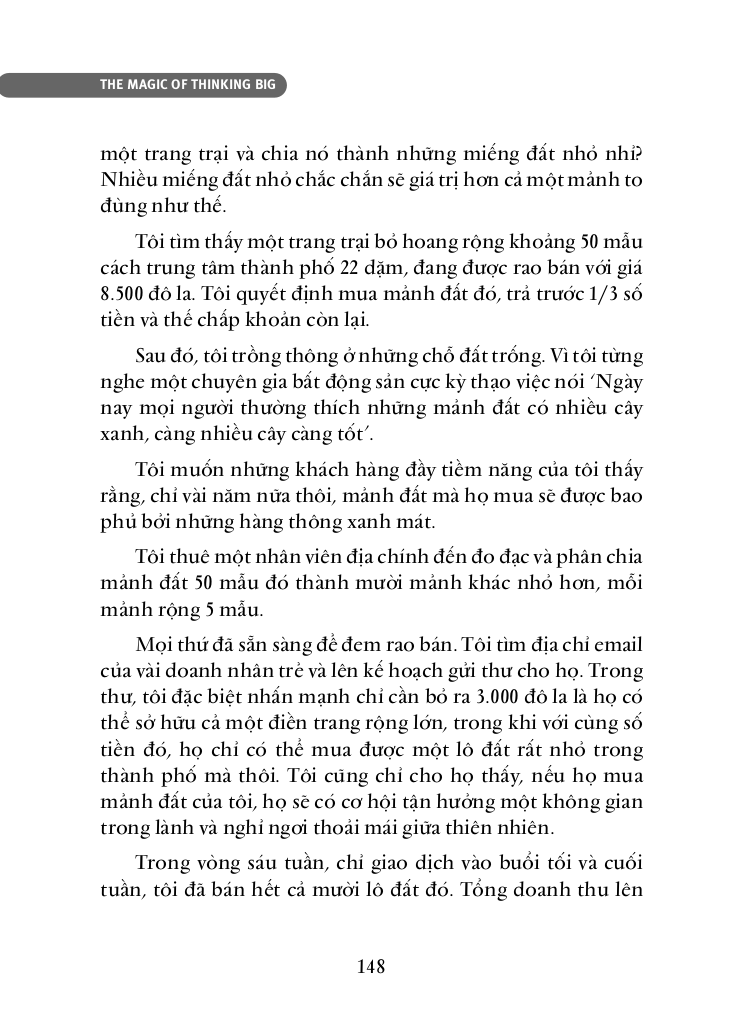 THE MAGIC OF THINKING BIG
một trang trại và chia nó thành những miếng đất nhỏ nhỉ?
Nhiều miếng đất nhỏ chắc chắn sẽ giá trị hơn cả một mảnh to
đùng như thế.
Tôi tìm thấy một trang trại bỏ hoang rộng khoảng 50 mẫu
cách trung tâm thành phố 22 dặm, đang được rao bán với giá
8.500 đô la. Tôi quyết định mua mảnh đất đó, trả trước 1/3 số
tiền và thế chấp khoản còn lại.
Sau đó, tôi trồng thông ở những chỗ đất trống. Vì tôi từng
nghe một chuyên gia bất động sản cực kỳ thạo việc nói ‘Ngày
nay mọi người thường thích những mảnh đất có nhiều cây
xanh, càng nhiều cây càng tốt’.
Tôi muốn những khách hàng đầy tiềm năng của tôi thấy
rằng, chỉ vài năm nữa thôi, mảnh đất mà họ mua sẽ được bao
phủ bởi những hàng thông xanh mát.
Tôi thuê một nhân viên địa chính đến đo đạc và phân chia
mảnh đất 50 mẫu đó thành mười mảnh khác nhỏ hơn, mỗi
mảnh rộng 5 mẫu.
Mọi thứ đã sẵn sàng để đem rao bán. Tôi tìm địa chỉ email
của vài doanh nhân trẻ và lên kế hoạch gửi thư cho họ. Trong
thư, tôi đặc biệt nhấn mạnh chỉ cần bỏ ra 3.000 đô la là họ có
thể sở hữu cả một điền trang rộng lớn, trong khi với cùng số
tiền đó, họ chỉ có thể mua được một lô đất rất nhỏ trong
thành phố mà thôi. Tôi cũng chỉ cho họ thấy, nếu họ mua
mảnh đất của tôi, họ sẽ có cơ hội tận hưởng một không gian
trong lành và nghỉ ngơi thoải mái giữa thiên nhiên.
Trong vòng sáu tuần, chỉ giao dịch vào buổi tối và cuối
tuần, tôi đã bán hết cả mười lô đất đó. Tổng doanh thu lên
148